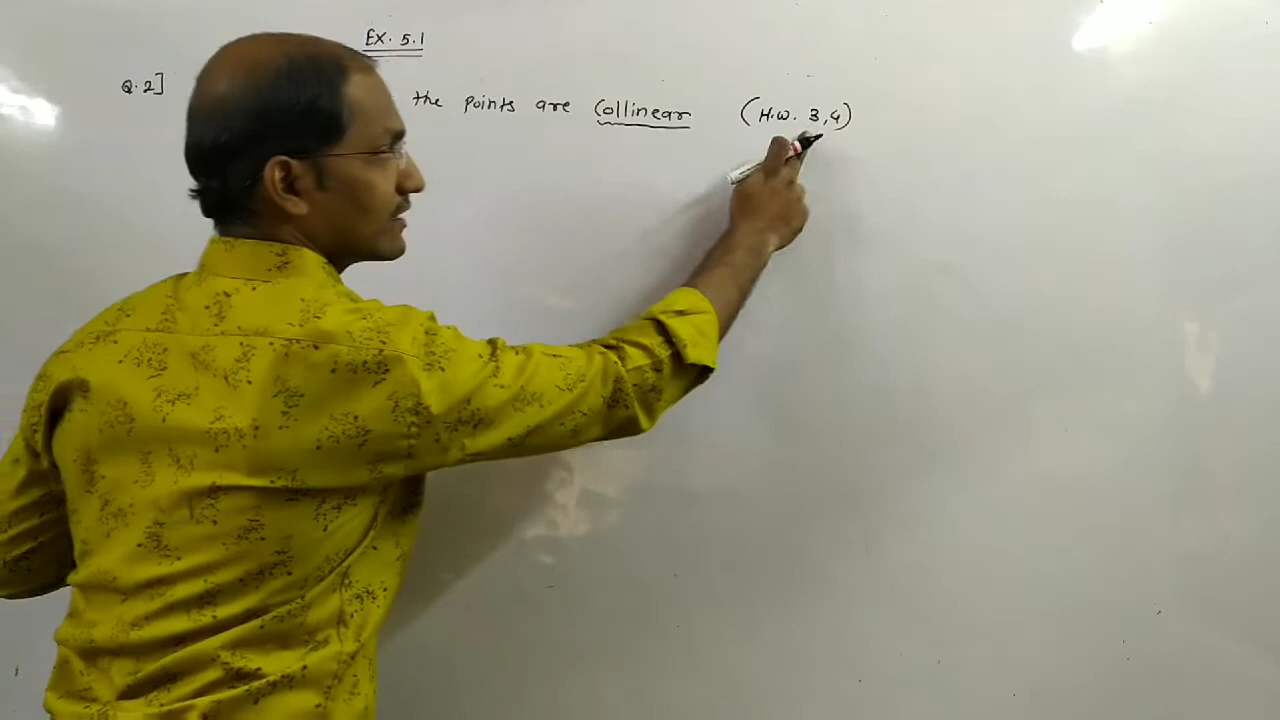 Ex. 5.1
Q.2] the points are Collinear (H.W. 3,4)